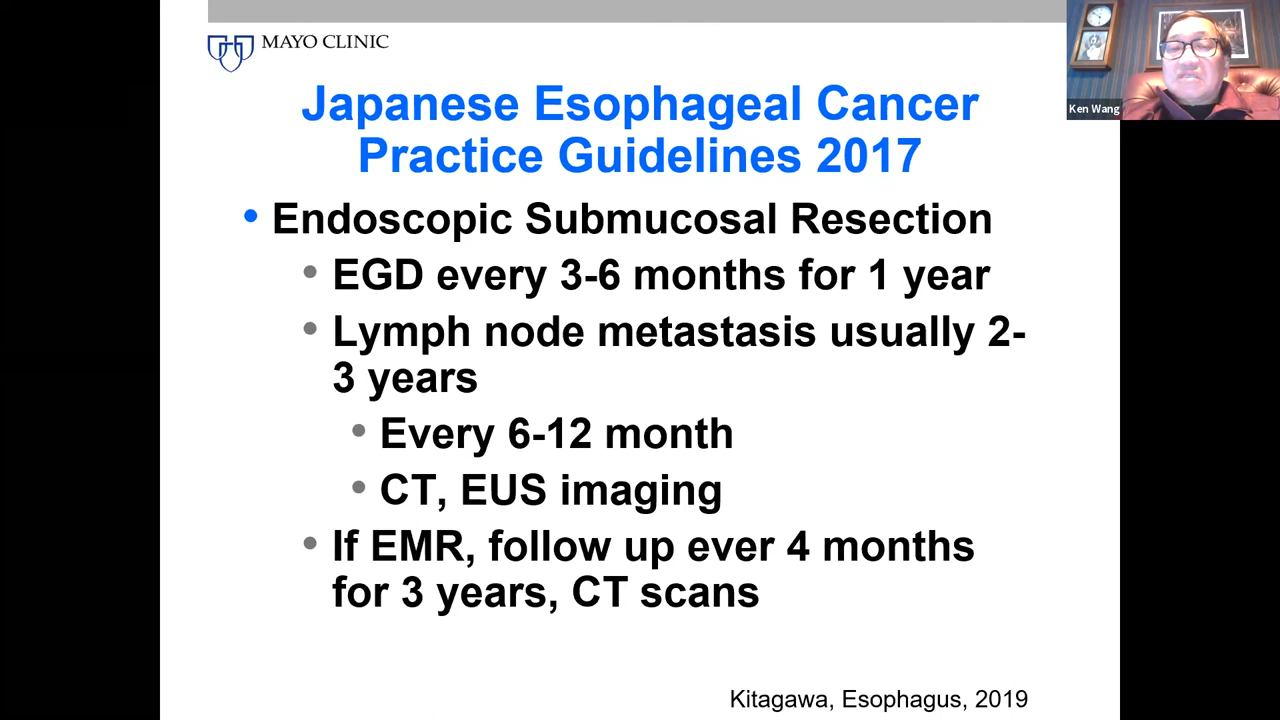 MAYO CLINIC
Ken Wang
Japanese Esophageal Cancer
Practice Guidelines 2017
• Endoscopic Submucosal Resection
• EGD every 3-6 months for 1 year
• Lymph node metastasis usually 2-
3 years
• Every 6-12 month
• CT, EUS imaging
• If EMR, follow up ever 4 months
for 3 years, CT scans
Kitagawa, Esophagus, 2019